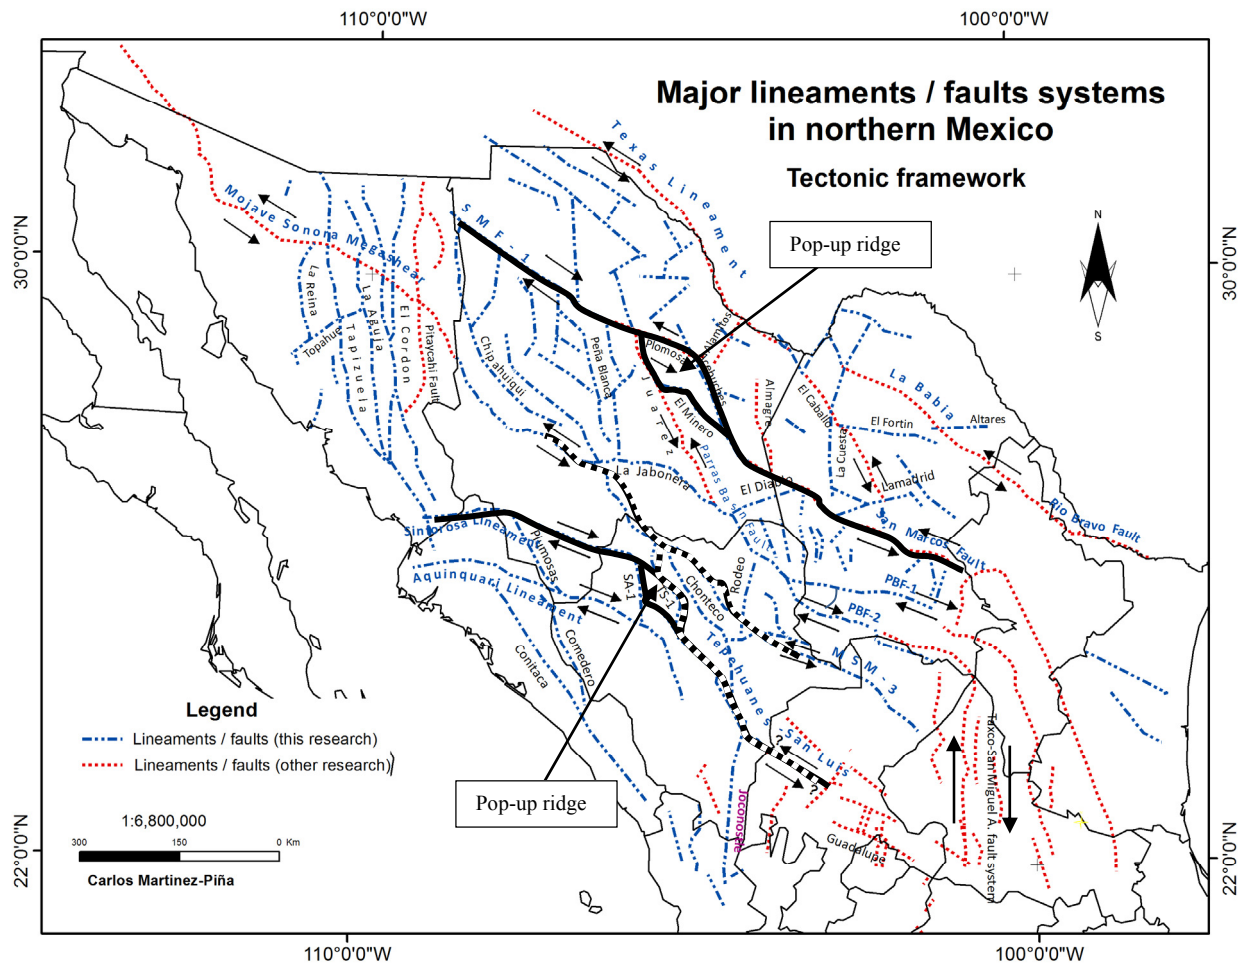 110°0'0"W
100°0'0"W
Major lineaments / faults systems
in northern Mexico
Tectonic framework
Texas Lineament
Mojave Sonora Megashear
SMF-1
Pop-up ridge
N
S
30°0'0"N
30°0'0"N
La Reina
Topahue
Tapizuela
La Aguja
El Cordon
Pitaycahi Fault
Chipahuiqui
Peña Blanca
Plomosa
Alamitos
Juarez
El Minero
Almagre
El Caballo
La Cuesta
La Babia
El Fortin
Altares
La Jabonera
Parras Basin Fault
El Diablo
Lamadrid
San Marcos Fault
Rio Bravo Fault
Sinforosa Lineament
Aquinquari Lineament
Plumosas
SA-1
TS-1
Chonteco
Rodeo
PBF-1
PBF-2
MSM-3
Conitaca
Comedero
Tepehuanes-San Luis
?
?
Taxco-San Miguel A. fault system
Joconostle
Guadalupe
Pop-up ridge
Legend
Lineaments / faults (this research)
Lineaments / faults (other research)
1:6,800,000
300
150
0 Km
Carlos Martinez-Piña
22°0'0"N
22°0'0"N
110°0'0"W
100°0'0"W